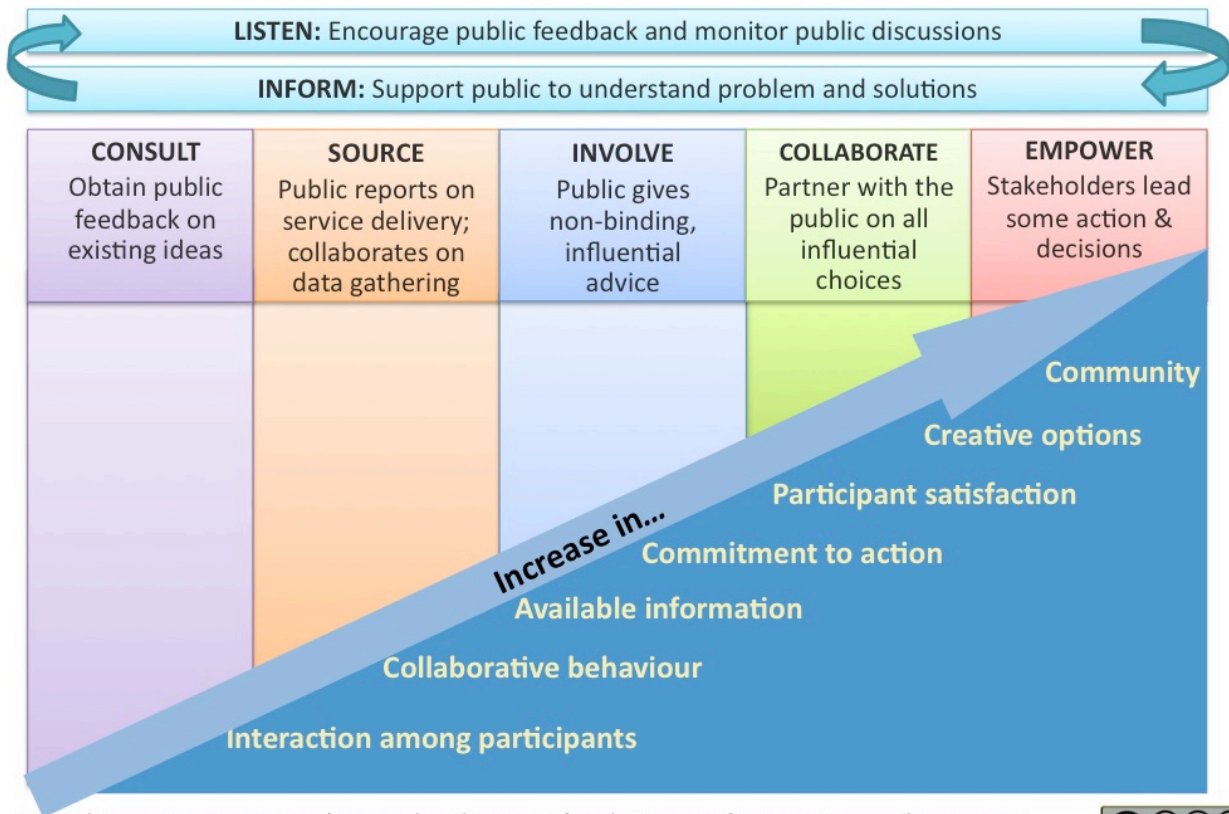 LISTEN: Encourage public feedback and monitor public discussions
INFORM: Support public to understand problem and solutions
CONSULT
Obtain public
feedback on
existing ideas
SOURCE
Public reports on
service delivery;
collaborates on
data gathering
INVOLVE
Public gives
non-binding,
influential
advice
COLLABORATE
Partner with the
public on all
influential
choices
EMPOWER
Stakeholders lead
some action &
decisions
Increase in...
Community
Creative options
Participant satisfaction
Commitment to action
Available information
Collaborative behaviour
Interaction among participants